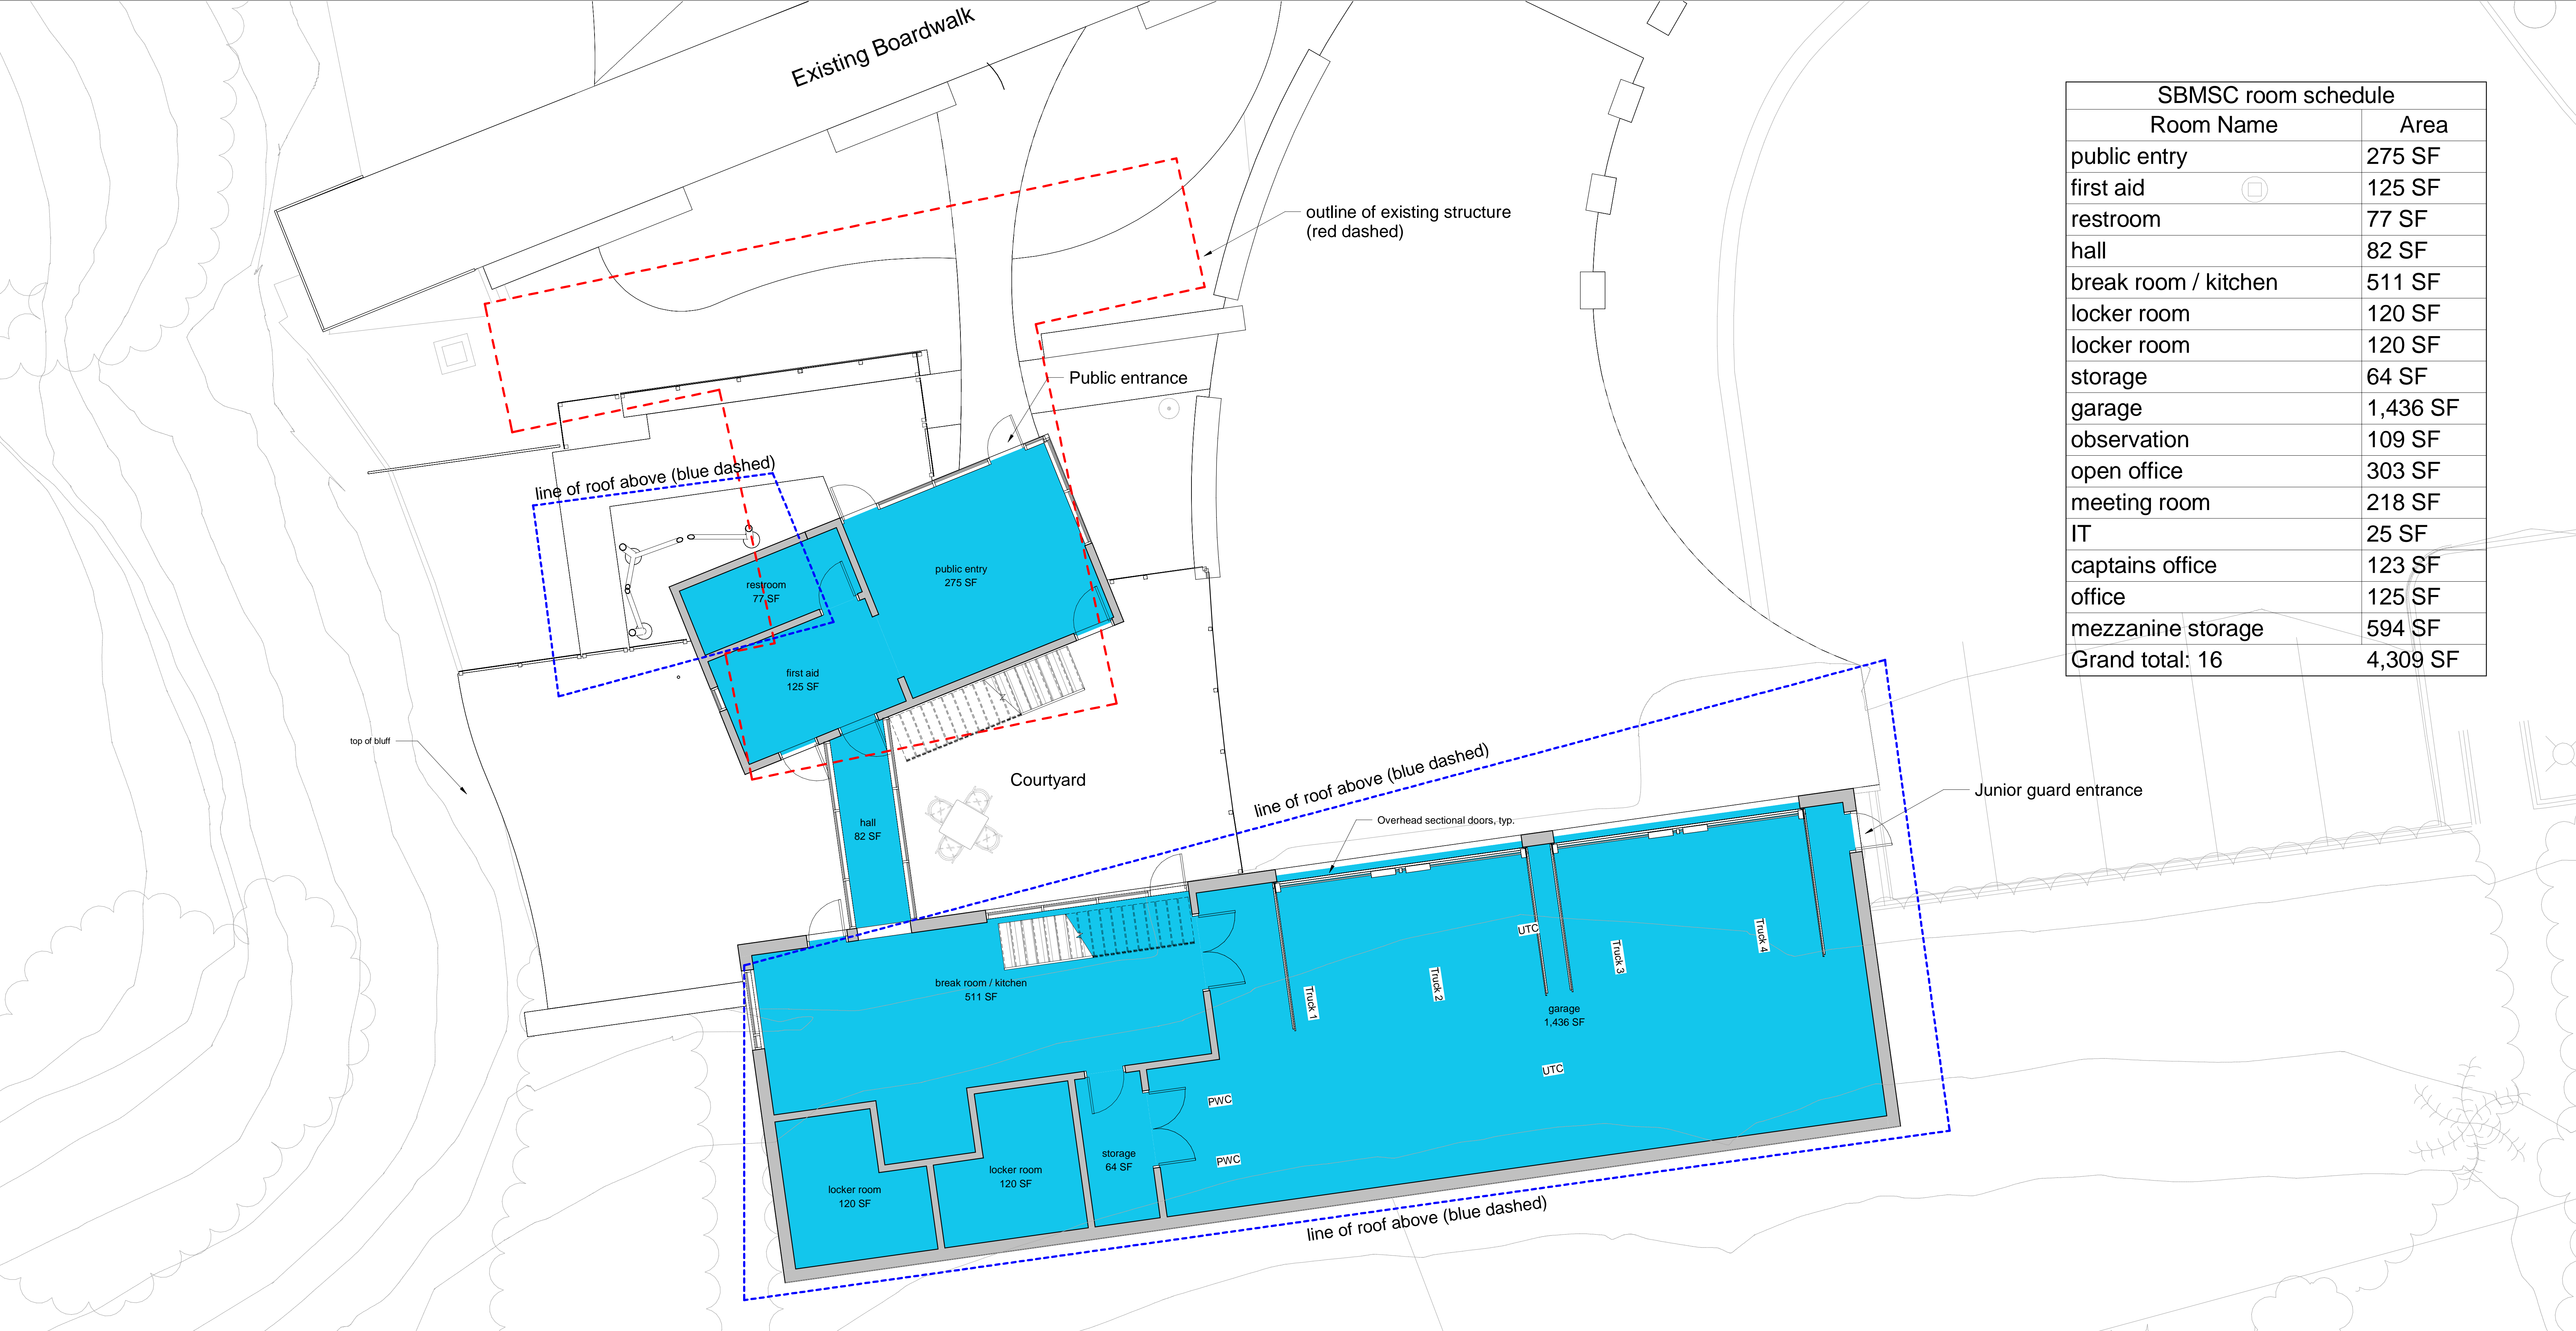 Existing Boardwalk
outline of existing structure
(red dashed)
Public entrance
line of roof above (blue dashed)
public entry
275 SF
restroom
77 SF
first aid
125 SF
top of bluff
Courtyard
hall
82 SF
line of roof above (blue dashed)
Overhead sectional doors, typ.
Junior guard entrance
break room / kitchen
511 SF
Truck 1
Truck 2
UTC
Truck 3
Truck 4
garage
1,436 SF
UTC
PWC
PWC
storage
64 SF
locker room
120 SF
locker room
120 SF
line of roof above (blue dashed)
SBMSC room schedule
Room Name Area
public entry 275 SF
first aid 125 SF
restroom 77 SF
hall 82 SF
break room / kitchen 511 SF
locker room 120 SF
locker room 120 SF
storage 64 SF
garage 1,436 SF
observation 109 SF
open office 303 SF
meeting room 218 SF
IT 25 SF
captains office 123 SF
office 125 SF
mezzanine storage 594 SF
Grand total: 16 4,309 SF